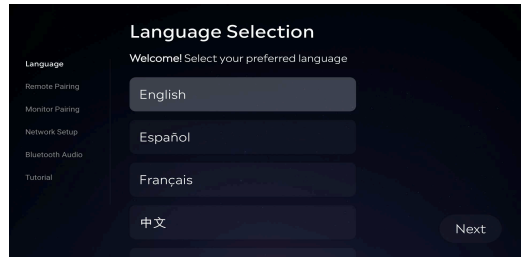 Language Selection
Welcome! Select your preferred language
Language
Remote Pairing
Monitor Pairing
Network Setup
Bluetooth Audio
Tutorial
English
Español
Français
中文
Next